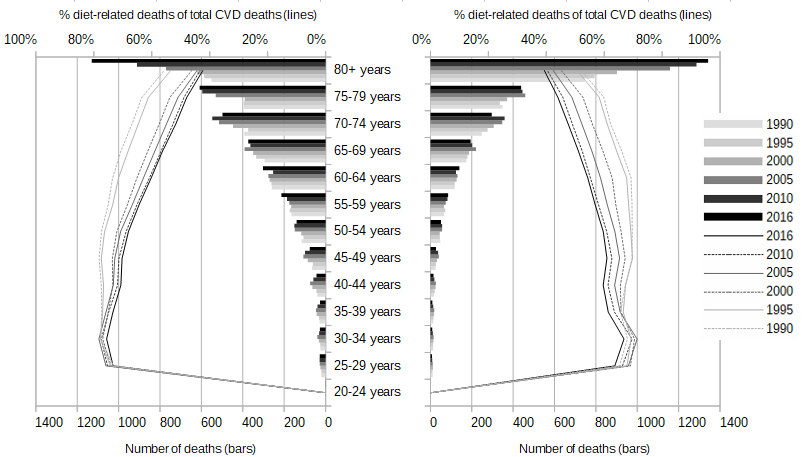 % diet-related deaths of total CVD deaths (lines)
% diet-related deaths of total CVD deaths (lines)
100% 80% 60% 40% 20% 0%
0% 20% 40% 60% 80% 100%
80+ years
75-79 years
70-74 years
65-69 years
60-64 years
55-59 years
50-54 years
45-49 years
40-44 years
35-39 years
30-34 years
25-29 years
20-24 years
1990
1995
2000
2005
2010
2016
2016
2010
2005
2000
1995
1990
1400 1200 1000 800 600 400 200 0
0 200 400 600 800 1000 1200 1400
Number of deaths (bars)
Number of deaths (bars)